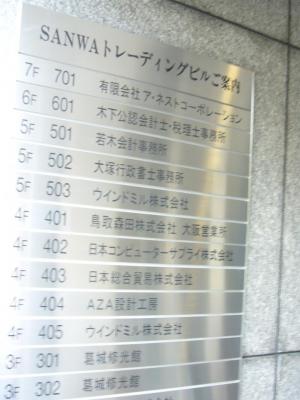 SANWAトレーディングビルご案内
7F 701 有限会社 ア・ネストコーポレーション
6F 601 木下公認会計士・税理士事務所
5F 501 若木会計事務所
5F 502 大塚行政書士事務所
5F 503 ウインドミル株式会社
4F 401 鳥取森田株式会社 大阪営業所
4F 402 日本コンピューターサプライ株式会社
4F 403 日本総合貿易株式会社
4F 404 AZA設計工房
4F 405 ウインドミル株式会社
3F 301 葛城修光館
3F 302 葛城修光館